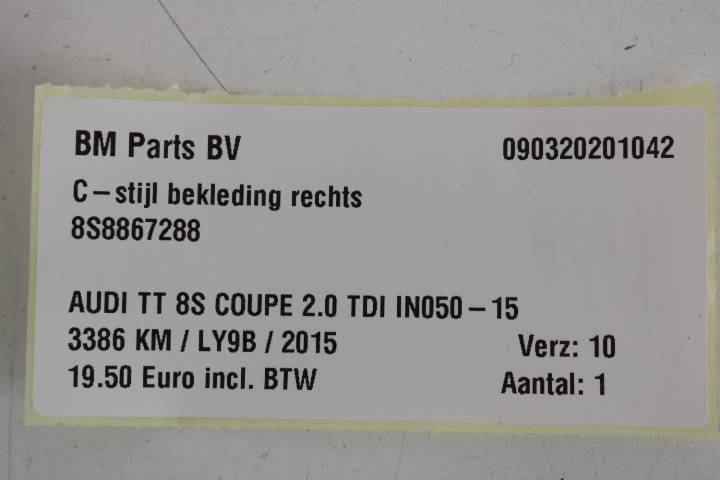 BM Parts BV 090320201042
C-stijl bekleding rechts
8S8867288
AUDI TT 8S COUPE 2.0 TDI IN050-15
3386 KM / LY9B / 2015 Verz: 10
19.50 Euro incl. BTW Aantal: 1